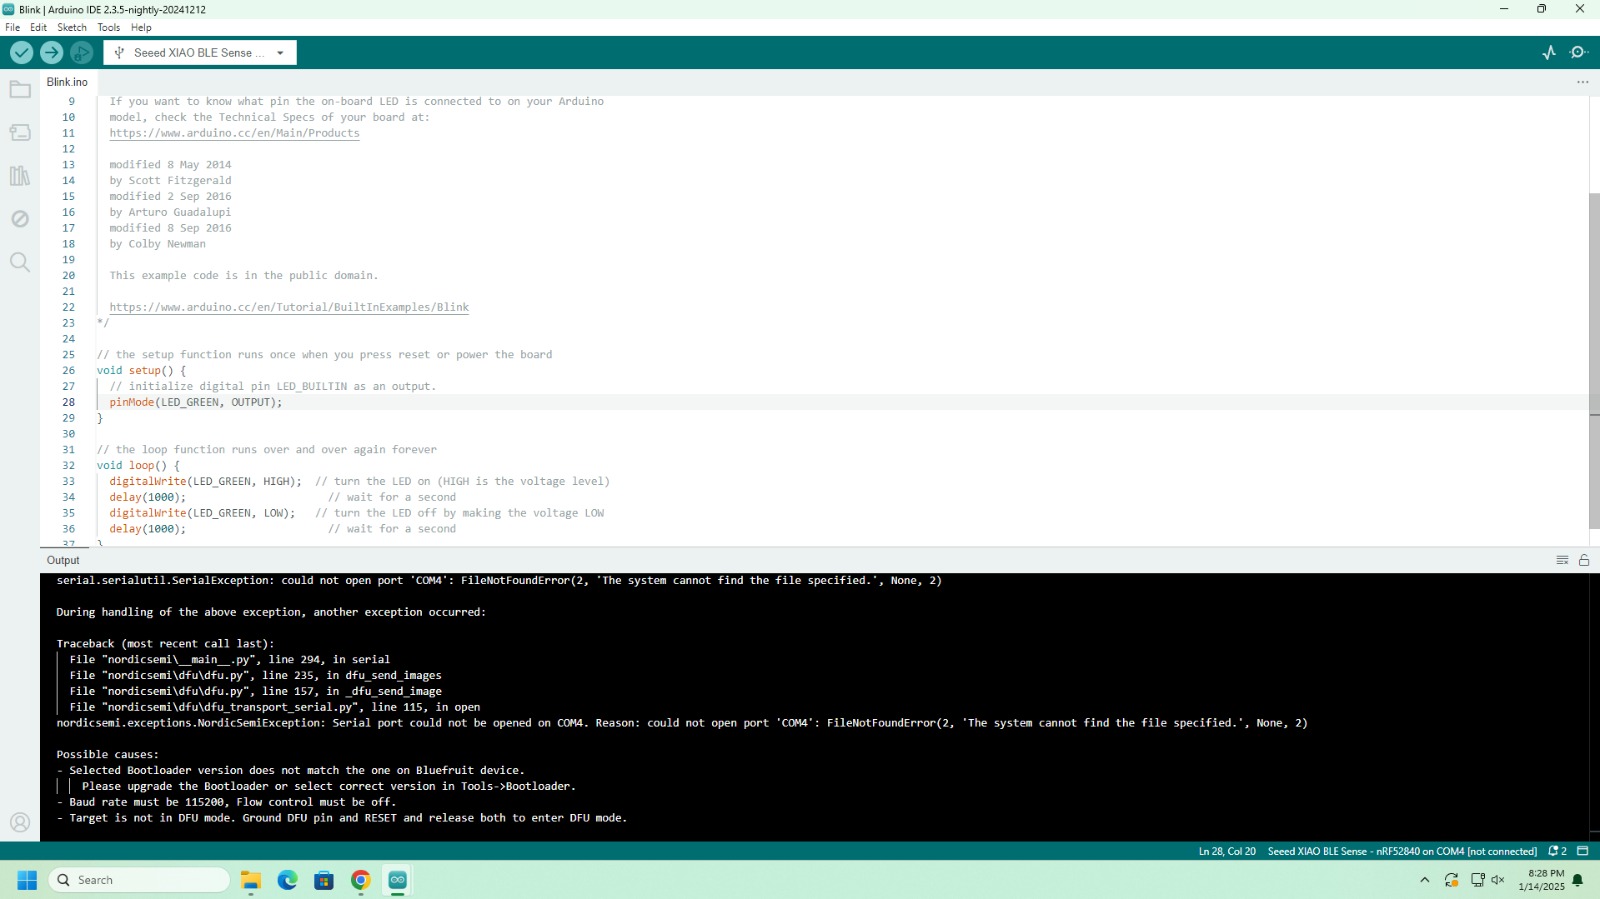 Blink | Arduino IDE 2.3.5-nightly-20241212
File Edit Sketch Tools Help
Seeed XIAO BLE Sense ...
Blink.ino
9 If you want to know what pin the on-board LED is connected to on your Arduino
10 model, check the Technical Specs of your board at:
11 https://www.arduino.cc/en/Main/Products
12
13 modified 8 May 2014
14 by Scott Fitzgerald
15 modified 2 Sep 2016
16 by Arturo Guadalupi
17 modified 8 Sep 2016
18 by Colby Newman
19
20 This example code is in the public domain.
21
22 https://www.arduino.cc/en/Tutorial/BuiltInExamples/Blink
23 */
24
25 // the setup function runs once when you press reset or power the board
26 void setup() {
27 // initialize digital pin LED_BUILTIN as an output.
28 pinMode(LED_GREEN, OUTPUT);
29 }
30
31 // the loop function runs over and over again forever
32 void loop() {
33 digitalWrite(LED_GREEN, HIGH); // turn the LED on (HIGH is the voltage level)
34 delay(1000); // wait for a second
35 digitalWrite(LED_GREEN, LOW); // turn the LED off by making the voltage LOW
36 delay(1000); // wait for a second
37 }
Output
serial.serialutil.SerialException: could not open port 'COM4': FileNotFoundError(2, 'The system cannot find the file specified.', None, 2)
During handling of the above exception, another exception occurred:
Traceback (most recent call last):
File "nordicsemi\__main__.py", line 294, in serial
File "nordicsemi\dfu\dfu.py", line 235, in dfu_send_images
File "nordicsemi\dfu\dfu.py", line 157, in _dfu_send_image
File "nordicsemi\dfu\dfu_transport_serial.py", line 115, in open
nordicsemi.exceptions.NordicSemiException: Serial port could not be opened on COM4. Reason: could not open port 'COM4': FileNotFoundError(2, 'The system cannot find the file specified.', None, 2)
Possible causes:
- Selected Bootloader version does not match the one on Bluefruit device.
Please upgrade the Bootloader or select correct version in Tools->Bootloader.
- Baud rate must be 115200, Flow control must be off.
- Target is not in DFU mode. Ground DFU pin and RESET and release both to enter DFU mode.
Ln 28, Col 20 Seeed XIAO BLE Sense - nRF52840 on COM4 [not connected] 2
Search
8:28 PM
1/14/2025